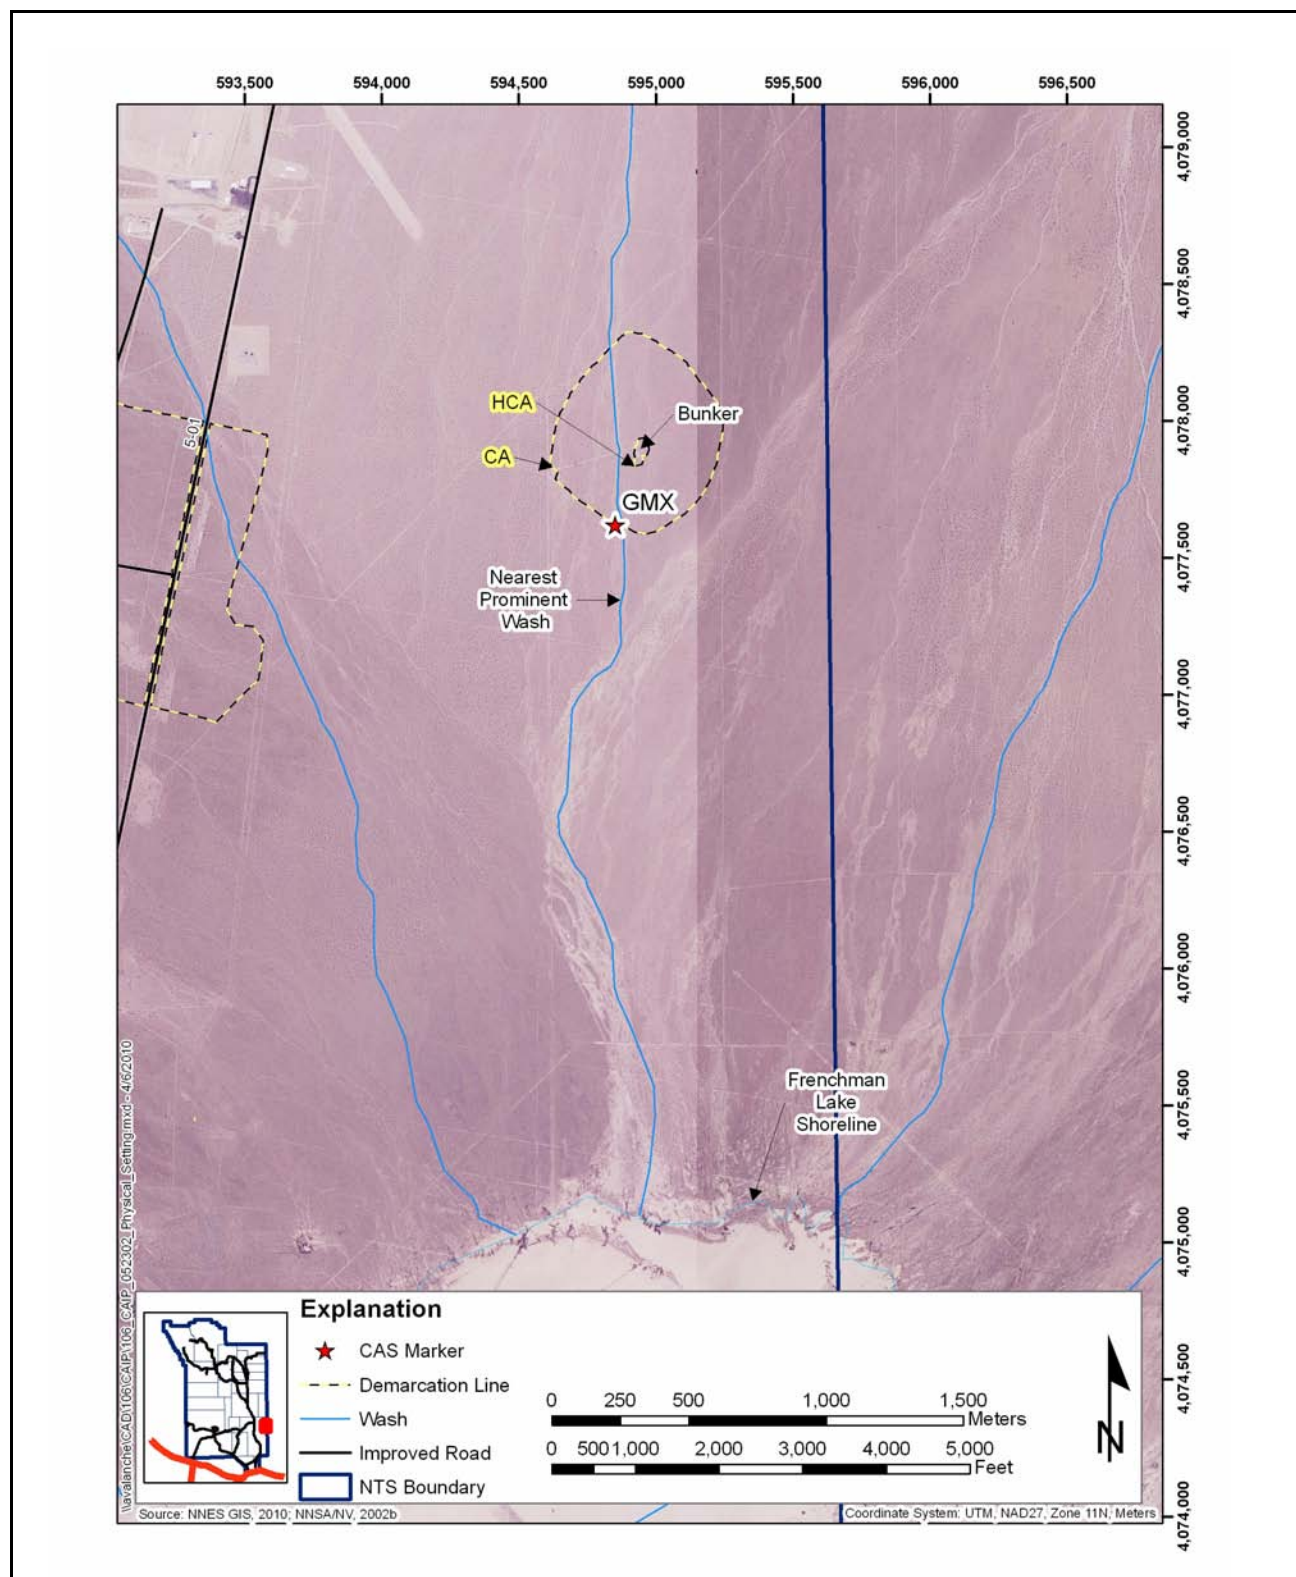 593,500 594,000 594,500 595,000 595,500 596,000 596,500
4,079,000
4,078,500
4,078,000
4,077,500
4,077,000
4,076,500
4,076,000
4,075,500
4,075,000
4,074,500
4,074,000
HCA
Bunker
CA
5-01
GMX
Nearest
Prominent
Wash
Frenchman
Lake
Shoreline
\\avalanche\CAD\106\CAIP\106_CAIP_052302_Physical_Setting.mxd - 4/6/2010
Explanation
CAS Marker
Demarcation Line
Wash
Improved Road
NTS Boundary
0 250 500 1,000 1,500
Meters
0 500 1,000 2,000 3,000 4,000 5,000
Feet
N
Source: NNES GIS, 2010; NNSA/NV, 2002b
Coordinate System: UTM, NAD27, Zone 11N, Meters